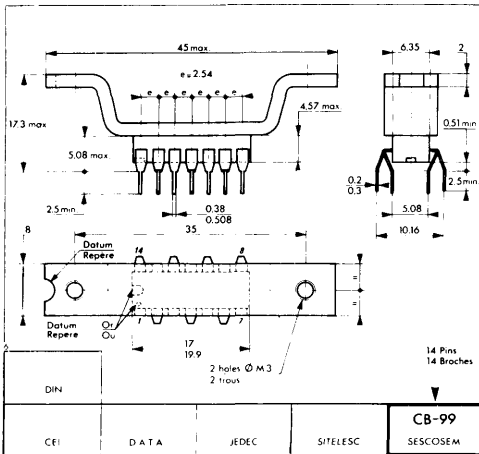 45 max.
6.35
2
e = 2.54
e e e e e e
17.3 max
4,57 max
0.51 min
5.08 max.
2.5 min.
0.38
0.508
0.2
0.3
2.5 min.
5.08
10.16
8
35
Datum
Repère
14
8
=
=
Datum
Repère
Or
Ou
1
7
17
19.9
2 holes Ø M 3
2 trous
14 Pins
14 Broches
DIN
CB-99
CEI
DATA
JEDEC
SITELESC
SESCOSEM